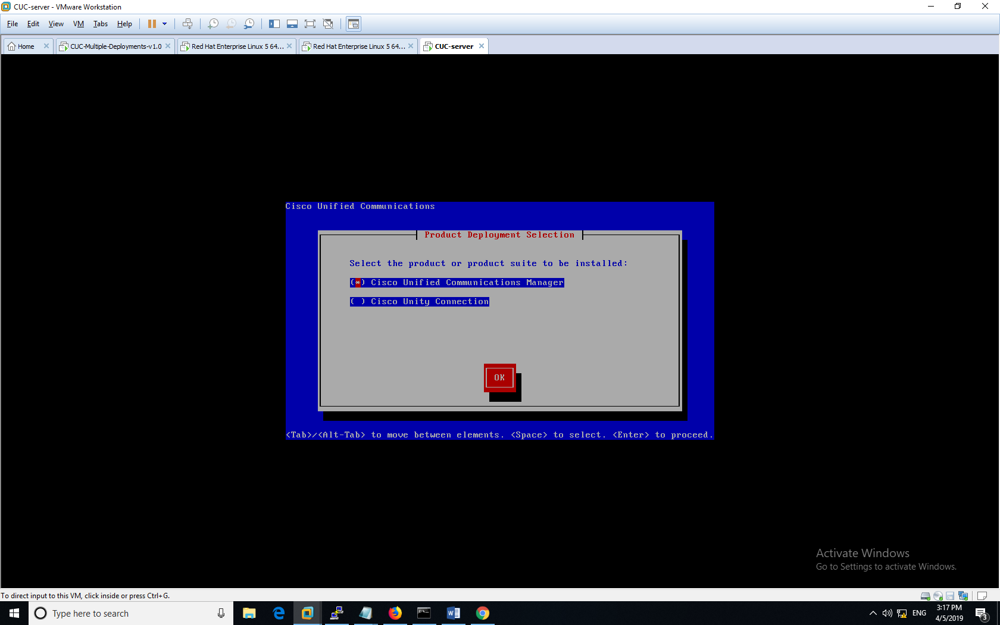 CUC-server - VMware Workstation
File Edit View VM Tabs Help
Home CUC-Multiple-Deployments-v1.0 Red Hat Enterprise Linux 5 64... Red Hat Enterprise Linux 5 64... CUC-server
Cisco Unified Communications
Product Deployment Selection
Select the product or product suite to be installed:
(*) Cisco Unified Communications Manager
( ) Cisco Unity Connection
OK
<Tab>/<Alt-Tab> to move between elements. <Space> to select. <Enter> to proceed.
Activate Windows
Go to Settings to activate Windows.
To direct input to this VM, click inside or press Ctrl+G.
Type here to search
ENG
3:17 PM
4/5/2019
3